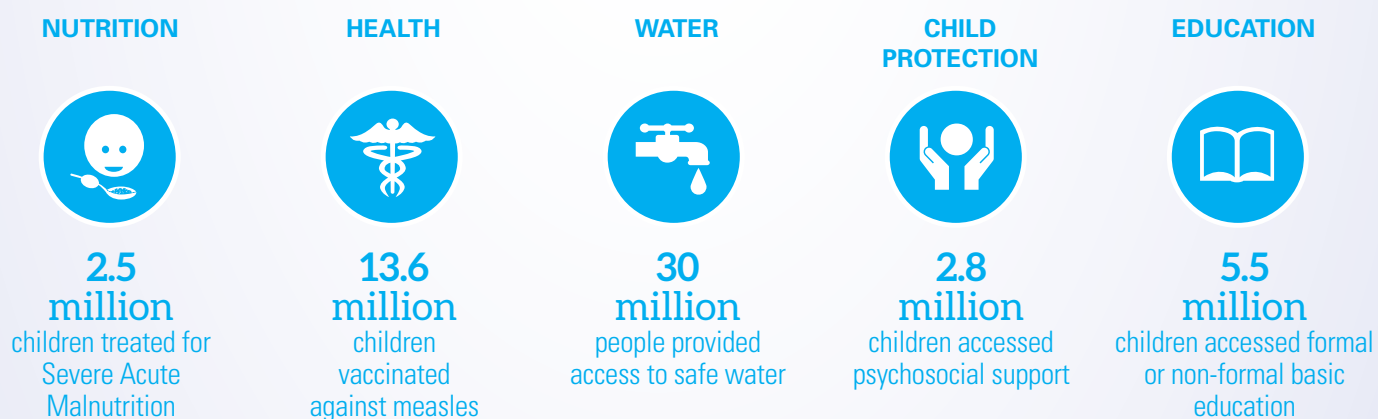 NUTRITION
2.5
million
children treated for
Severe Acute
Malnutrition
HEALTH
13.6
million
children
vaccinated
against measles
WATER
30
million
people provided
access to safe water
CHILD
PROTECTION
2.8
million
children accessed
psychosocial support
EDUCATION
5.5
million
children accessed formal
or non-formal basic
education